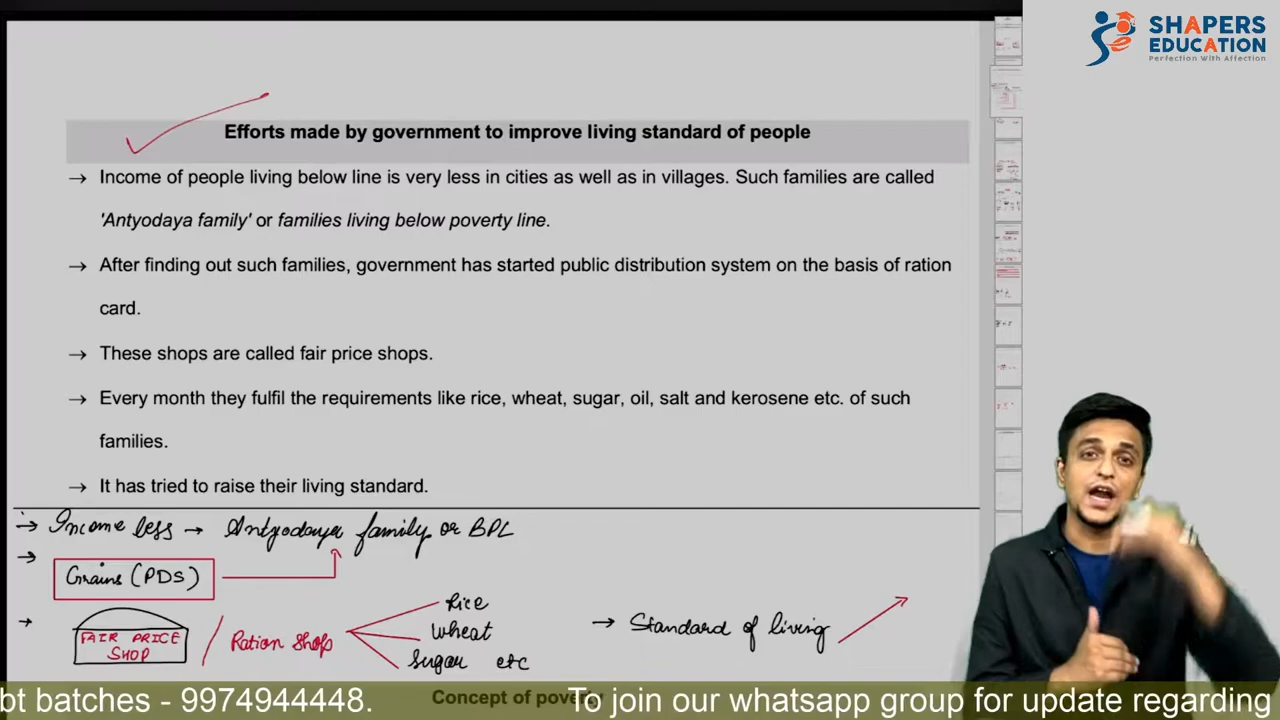 SHAPERS
EDUCATION
Perfection With Affection
Efforts made by government to improve living standard of people
→ Income of people living below line is very less in cities as well as in villages. Such families are called
'Antyodaya family' or families living below poverty line.
→ After finding out such families, government has started public distribution system on the basis of ration
card.
→ These shops are called fair price shops.
→ Every month they fulfil the requirements like rice, wheat, sugar, oil, salt and kerosene etc. of such
families.
→ It has tried to raise their living standard.
→ Income less → Antyodaya family or BPL
→
Grains (PDS)
→ FAIR PRICE
SHOP
/ Ration shop
Rice
Wheat
Sugar etc
→ Standard of living
Concept of pover
bt batches - 9974944448.
To join our whatsapp group for update regarding